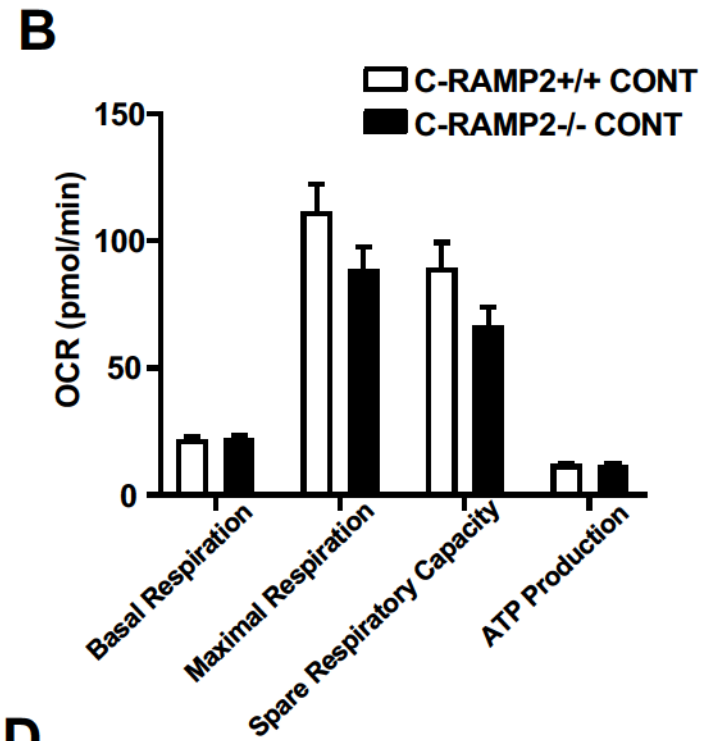 B
C-RAMP2+/+ CONT
C-RAMP2-/- CONT
OCR (pmol/min)
150
100
50
0
Basal Respiration
Maximal Respiration
Spare Respiratory Capacity
ATP Production
D